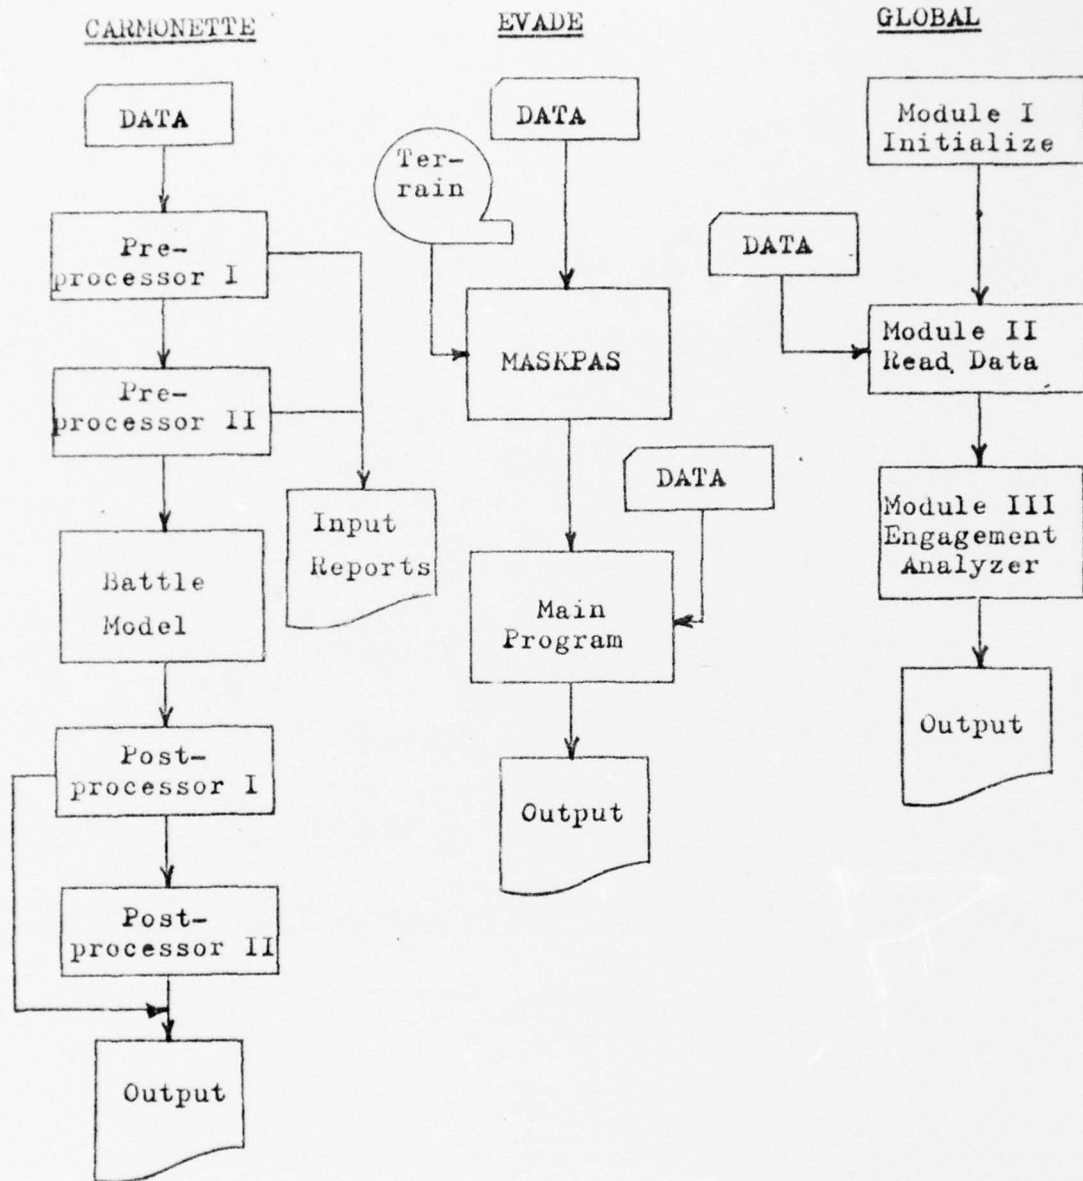 CARMONETTE
DATA
Pre-
processor I
Pre-
processor II
Input
Reports
Battle
Model
Post-
processor I
Post-
processor II
Output
EVADE
DATA
Ter-
rain
MASKPAS
DATA
Main
Program
Output
GLOBAL
Module I
Initialize
DATA
Module II
Read Data
Module III
Engagement
Analyzer
Output